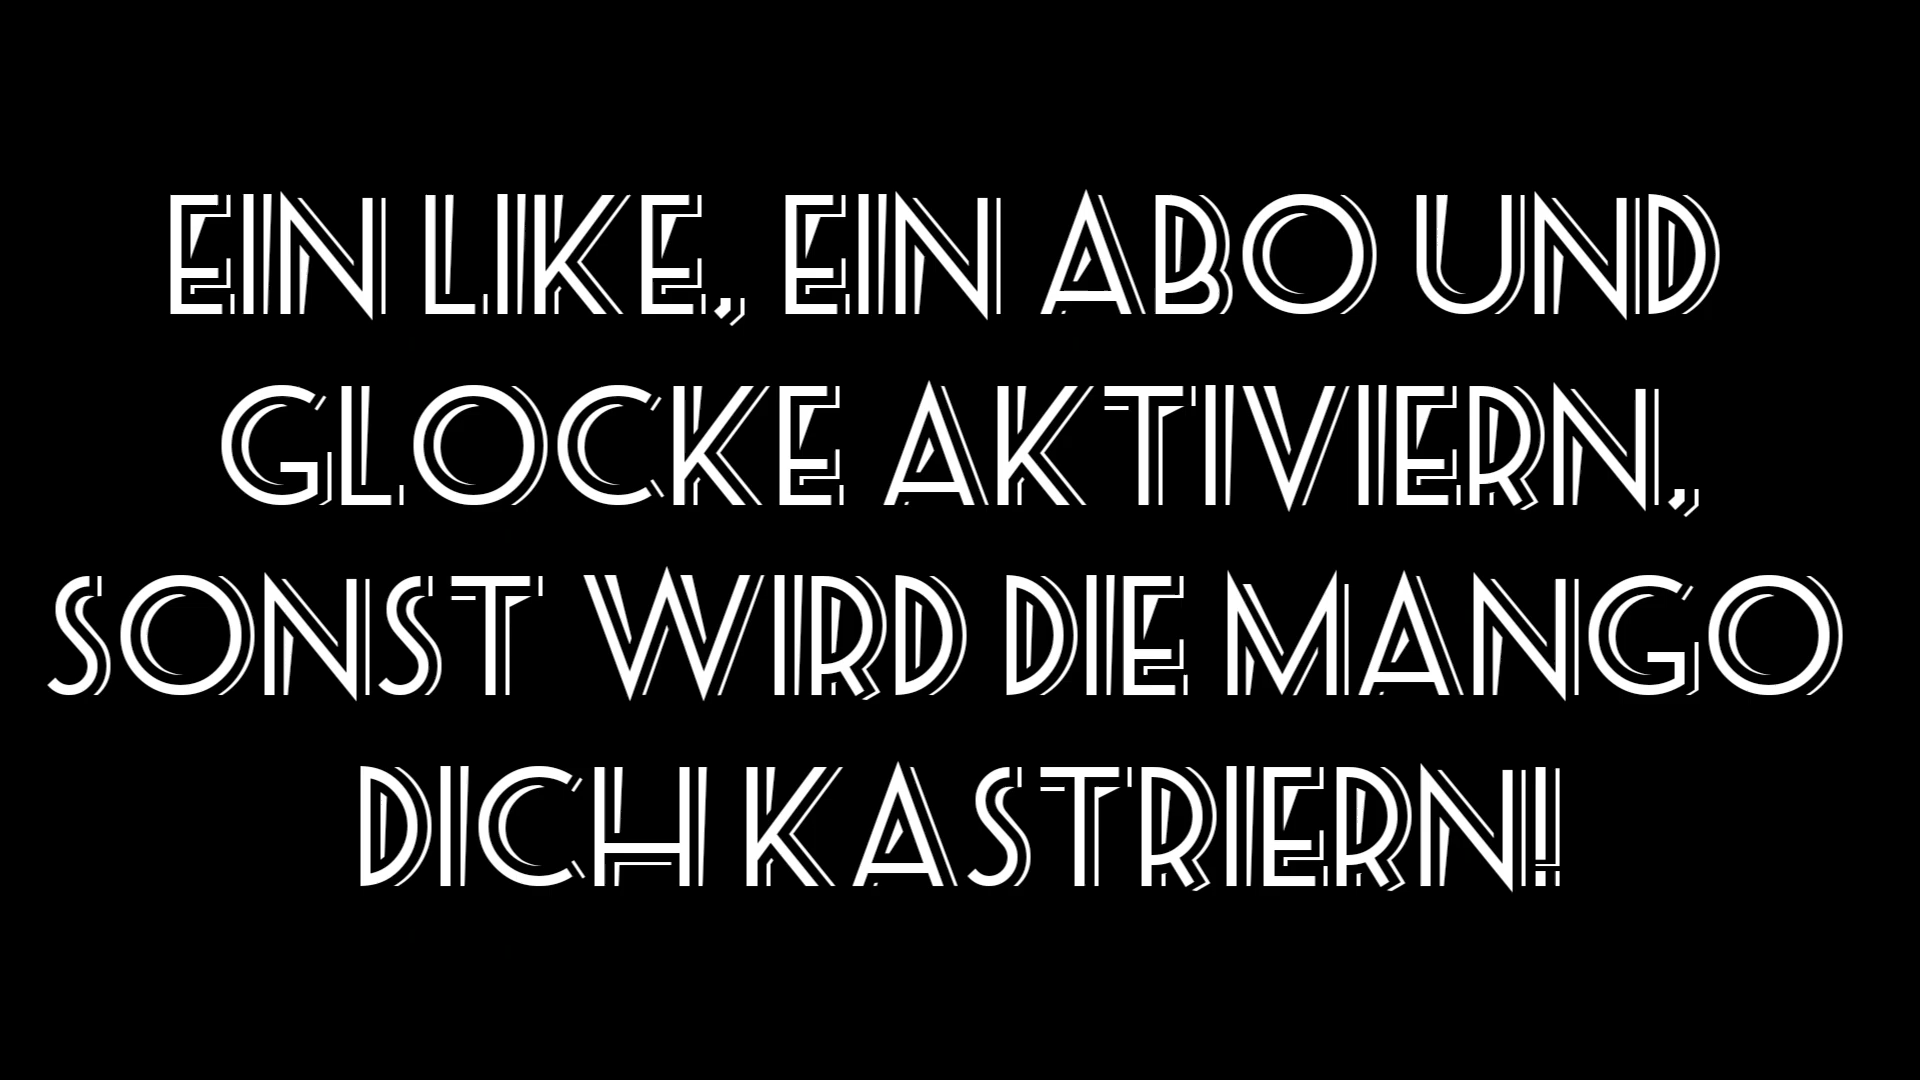 EIN LIKE, EIN ABO UND
GLOCKE AKTIVIERN,
SONST WIRD DIE MANGO
DICH KASTRIERN!